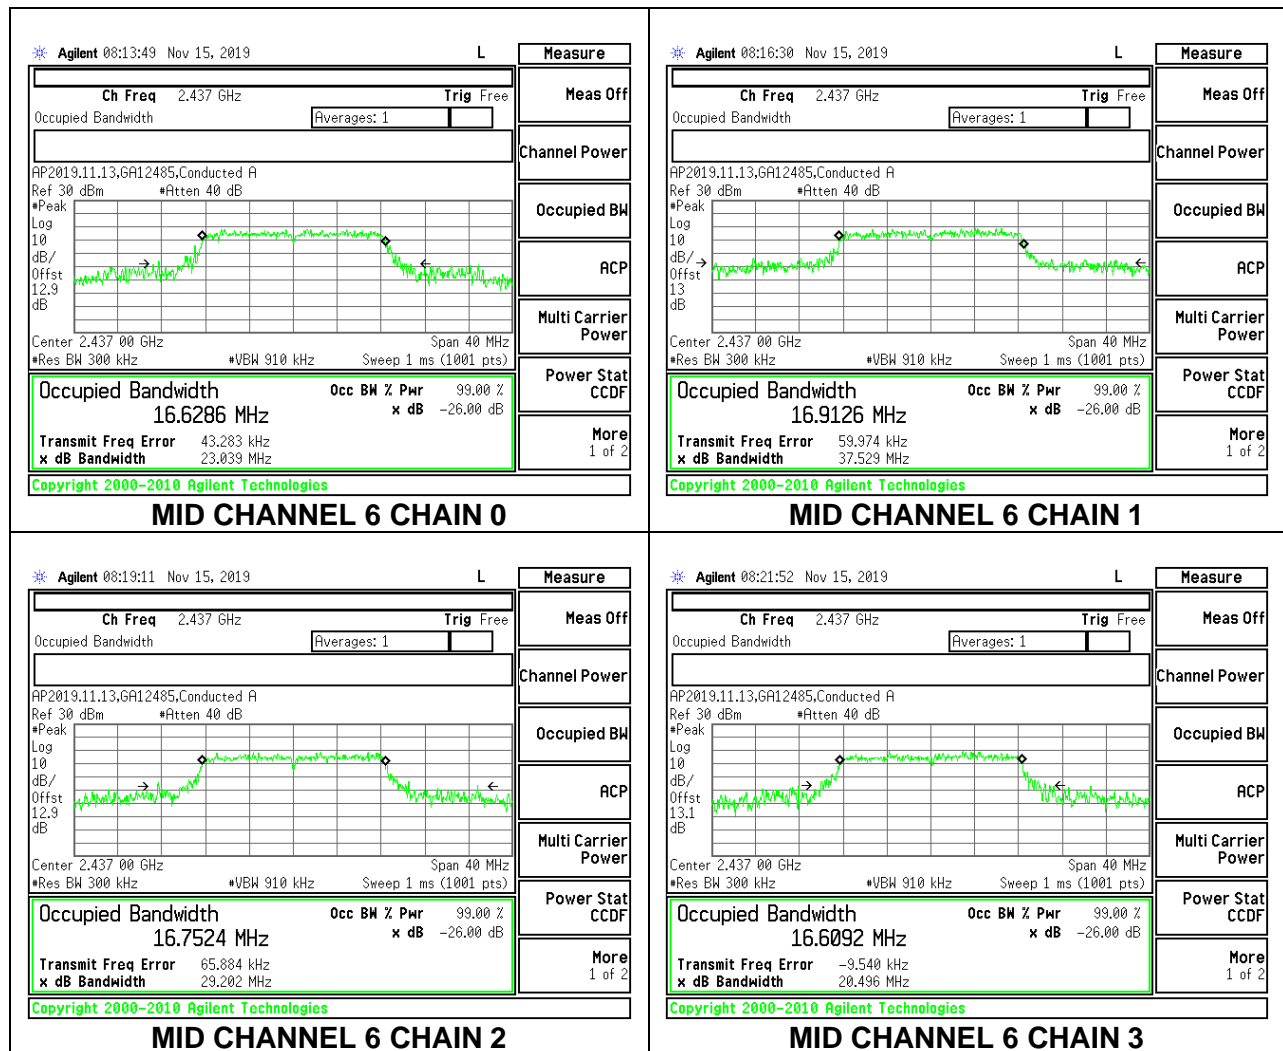 Agilent 08:13:49 Nov 15, 2019 L
Measure
Ch Freq 2.437 GHz Trig Free
Meas Off
Occupied Bandwidth Averages: 1
Channel Power
AP2019.11.13,GA12485,Conducted A
Ref 30 dBm #Atten 40 dB
#Peak
Occupied BW
Log
10
dB/
ACP
Offst
12.9
dB
Multi Carrier
Power
Center 2.437 00 GHz Span 40 MHz
#Res BW 300 kHz #VBW 910 kHz Sweep 1 ms (1001 pts)
Power Stat
CCDF
Occupied Bandwidth Occ BW % Pwr 99.00 %
16.6286 MHz x dB -26.00 dB
More
1 of 2
Transmit Freq Error 43.283 kHz
x dB Bandwidth 23.039 MHz
Copyright 2000-2010 Agilent Technologies
MID CHANNEL 6 CHAIN 0
Agilent 08:16:30 Nov 15, 2019 L
Measure
Ch Freq 2.437 GHz Trig Free
Meas Off
Occupied Bandwidth Averages: 1
Channel Power
AP2019.11.13,GA12485,Conducted A
Ref 30 dBm #Atten 40 dB
#Peak
Occupied BW
Log
10
dB/
ACP
Offst
13
dB
Multi Carrier
Power
Center 2.437 00 GHz Span 40 MHz
#Res BW 300 kHz #VBW 910 kHz Sweep 1 ms (1001 pts)
Power Stat
CCDF
Occupied Bandwidth Occ BW % Pwr 99.00 %
16.9126 MHz x dB -26.00 dB
More
1 of 2
Transmit Freq Error 59.974 kHz
x dB Bandwidth 37.529 MHz
Copyright 2000-2010 Agilent Technologies
MID CHANNEL 6 CHAIN 1
Agilent 08:19:11 Nov 15, 2019 L
Measure
Ch Freq 2.437 GHz Trig Free
Meas Off
Occupied Bandwidth Averages: 1
Channel Power
AP2019.11.13,GA12485,Conducted A
Ref 30 dBm #Atten 40 dB
#Peak
Occupied BW
Log
10
dB/
ACP
Offst
12.9
dB
Multi Carrier
Power
Center 2.437 00 GHz Span 40 MHz
#Res BW 300 kHz #VBW 910 kHz Sweep 1 ms (1001 pts)
Power Stat
CCDF
Occupied Bandwidth Occ BW % Pwr 99.00 %
16.7524 MHz x dB -26.00 dB
More
1 of 2
Transmit Freq Error 65.884 kHz
x dB Bandwidth 29.202 MHz
Copyright 2000-2010 Agilent Technologies
MID CHANNEL 6 CHAIN 2
Agilent 08:21:52 Nov 15, 2019 L
Measure
Ch Freq 2.437 GHz Trig Free
Meas Off
Occupied Bandwidth Averages: 1
Channel Power
AP2019.11.13,GA12485,Conducted A
Ref 30 dBm #Atten 40 dB
#Peak
Occupied BW
Log
10
dB/
ACP
Offst
13.1
dB
Multi Carrier
Power
Center 2.437 00 GHz Span 40 MHz
#Res BW 300 kHz #VBW 910 kHz Sweep 1 ms (1001 pts)
Power Stat
CCDF
Occupied Bandwidth Occ BW % Pwr 99.00 %
16.6092 MHz x dB -26.00 dB
More
1 of 2
Transmit Freq Error -9.540 kHz
x dB Bandwidth 20.496 MHz
Copyright 2000-2010 Agilent Technologies
MID CHANNEL 6 CHAIN 3